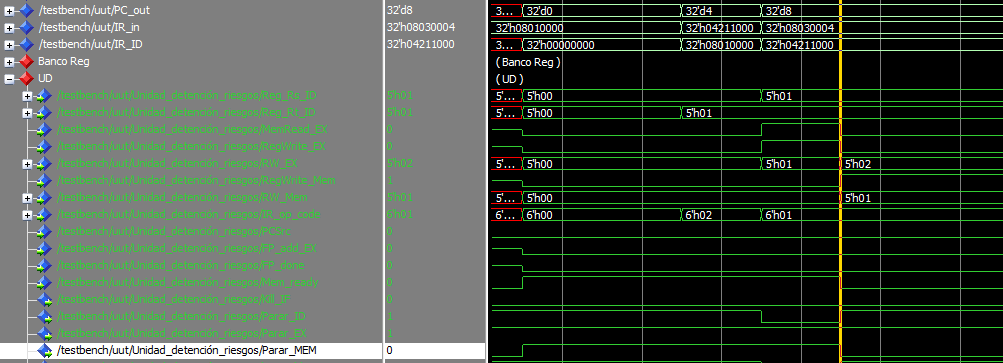 /testbench/uut/PC_out 32'd8 3... 32'd0 32'd4 32'd8
/testbench/uut/IR_in 32'h08030004 32'h08010000 32'h04211000 32'h08030004
/testbench/uut/IR_ID 32'h04211000 3... 32'h00000000 32'h08010000 32'h04211000
Banco Reg (Banco Reg)
UD (UD)
/testbench/uut/Unidad_detención_riesgos/Reg_Rs_ID 5'h01 5'... 5'h00 5'h01
/testbench/uut/Unidad_detención_riesgos/Reg_Rt_ID 5'h01 5'... 5'h00 5'h01
/testbench/uut/Unidad_detención_riesgos/MemRead_EX 0
/testbench/uut/Unidad_detención_riesgos/RegWrite_EX 0
/testbench/uut/Unidad_detención_riesgos/RW_EX 5'h02 5'... 5'h00 5'h01 5'h02
/testbench/uut/Unidad_detención_riesgos/RegWrite_Mem 1
/testbench/uut/Unidad_detención_riesgos/RW_Mem 5'h01 5'... 5'h00 5'h01
/testbench/uut/Unidad_detención_riesgos/IR_op_code 6'h01 6'... 6'h00 6'h02 6'h01
/testbench/uut/Unidad_detención_riesgos/PCSrc 0
/testbench/uut/Unidad_detención_riesgos/FP_add_EX 0
/testbench/uut/Unidad_detención_riesgos/FP_done 0
/testbench/uut/Unidad_detención_riesgos/Mem_ready 0
/testbench/uut/Unidad_detención_riesgos/Kill_IF 0
/testbench/uut/Unidad_detención_riesgos/Parar_ID 1
/testbench/uut/Unidad_detención_riesgos/Parar_EX 1
/testbench/uut/Unidad_detención_riesgos/Parar_MEM 0